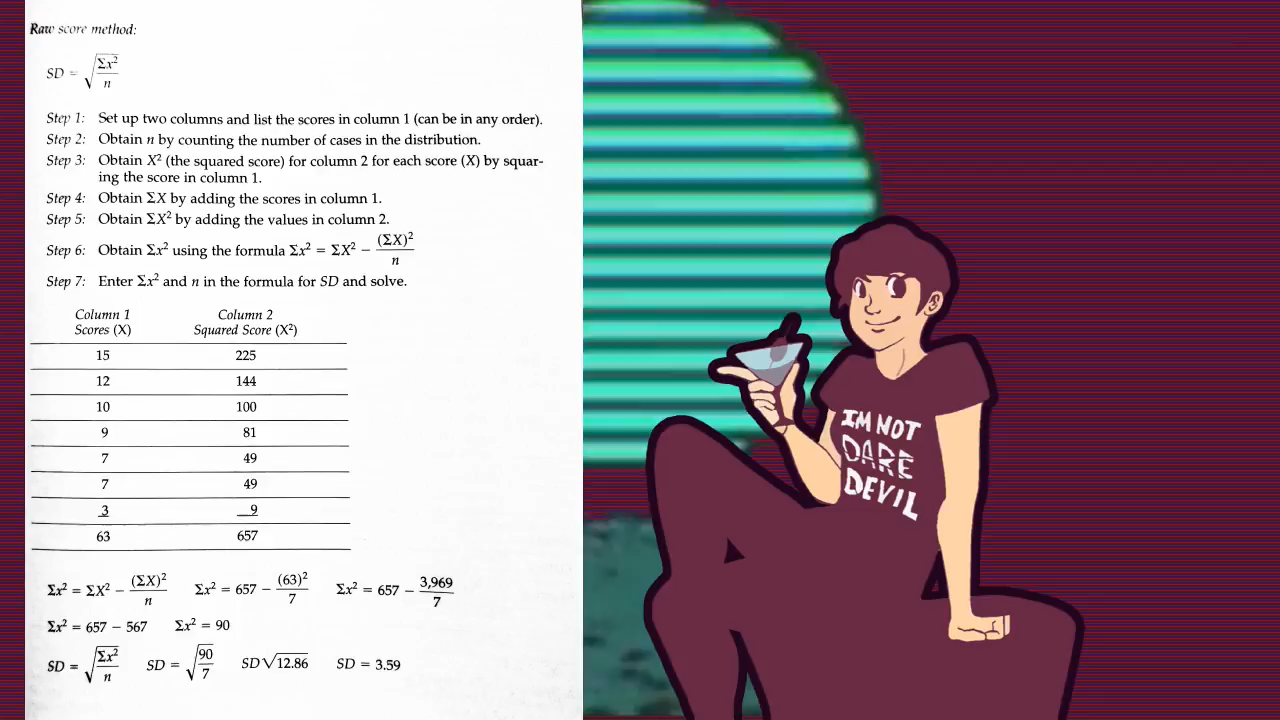 Raw score method:
SD = √(Σx²/n)
Step 1: Set up two columns and list the scores in column 1 (can be in any order).
Step 2: Obtain n by counting the number of cases in the distribution.
Step 3: Obtain X² (the squared score) for column 2 for each score (X) by squar-
ing the score in column 1.
Step 4: Obtain ΣX by adding the scores in column 1.
Step 5: Obtain ΣX² by adding the values in column 2.
Step 6: Obtain Σx² using the formula Σx² = ΣX² − (ΣX)²/n
Step 7: Enter Σx² and n in the formula for SD and solve.
Column 1 Column 2
Scores (X) Squared Score (X²)
15 225
12 144
10 100
9 81
7 49
7 49
3 9
63 657
Σx² = ΣX² − (ΣX)²/n Σx² = 657 − (63)²/7 Σx² = 657 − 3,969/7
Σx² = 657 − 567 Σx² = 90
SD = √(Σx²/n) SD = √(90/7) SD√12.86 SD = 3.59
IM NOT
DARE
DEVIL